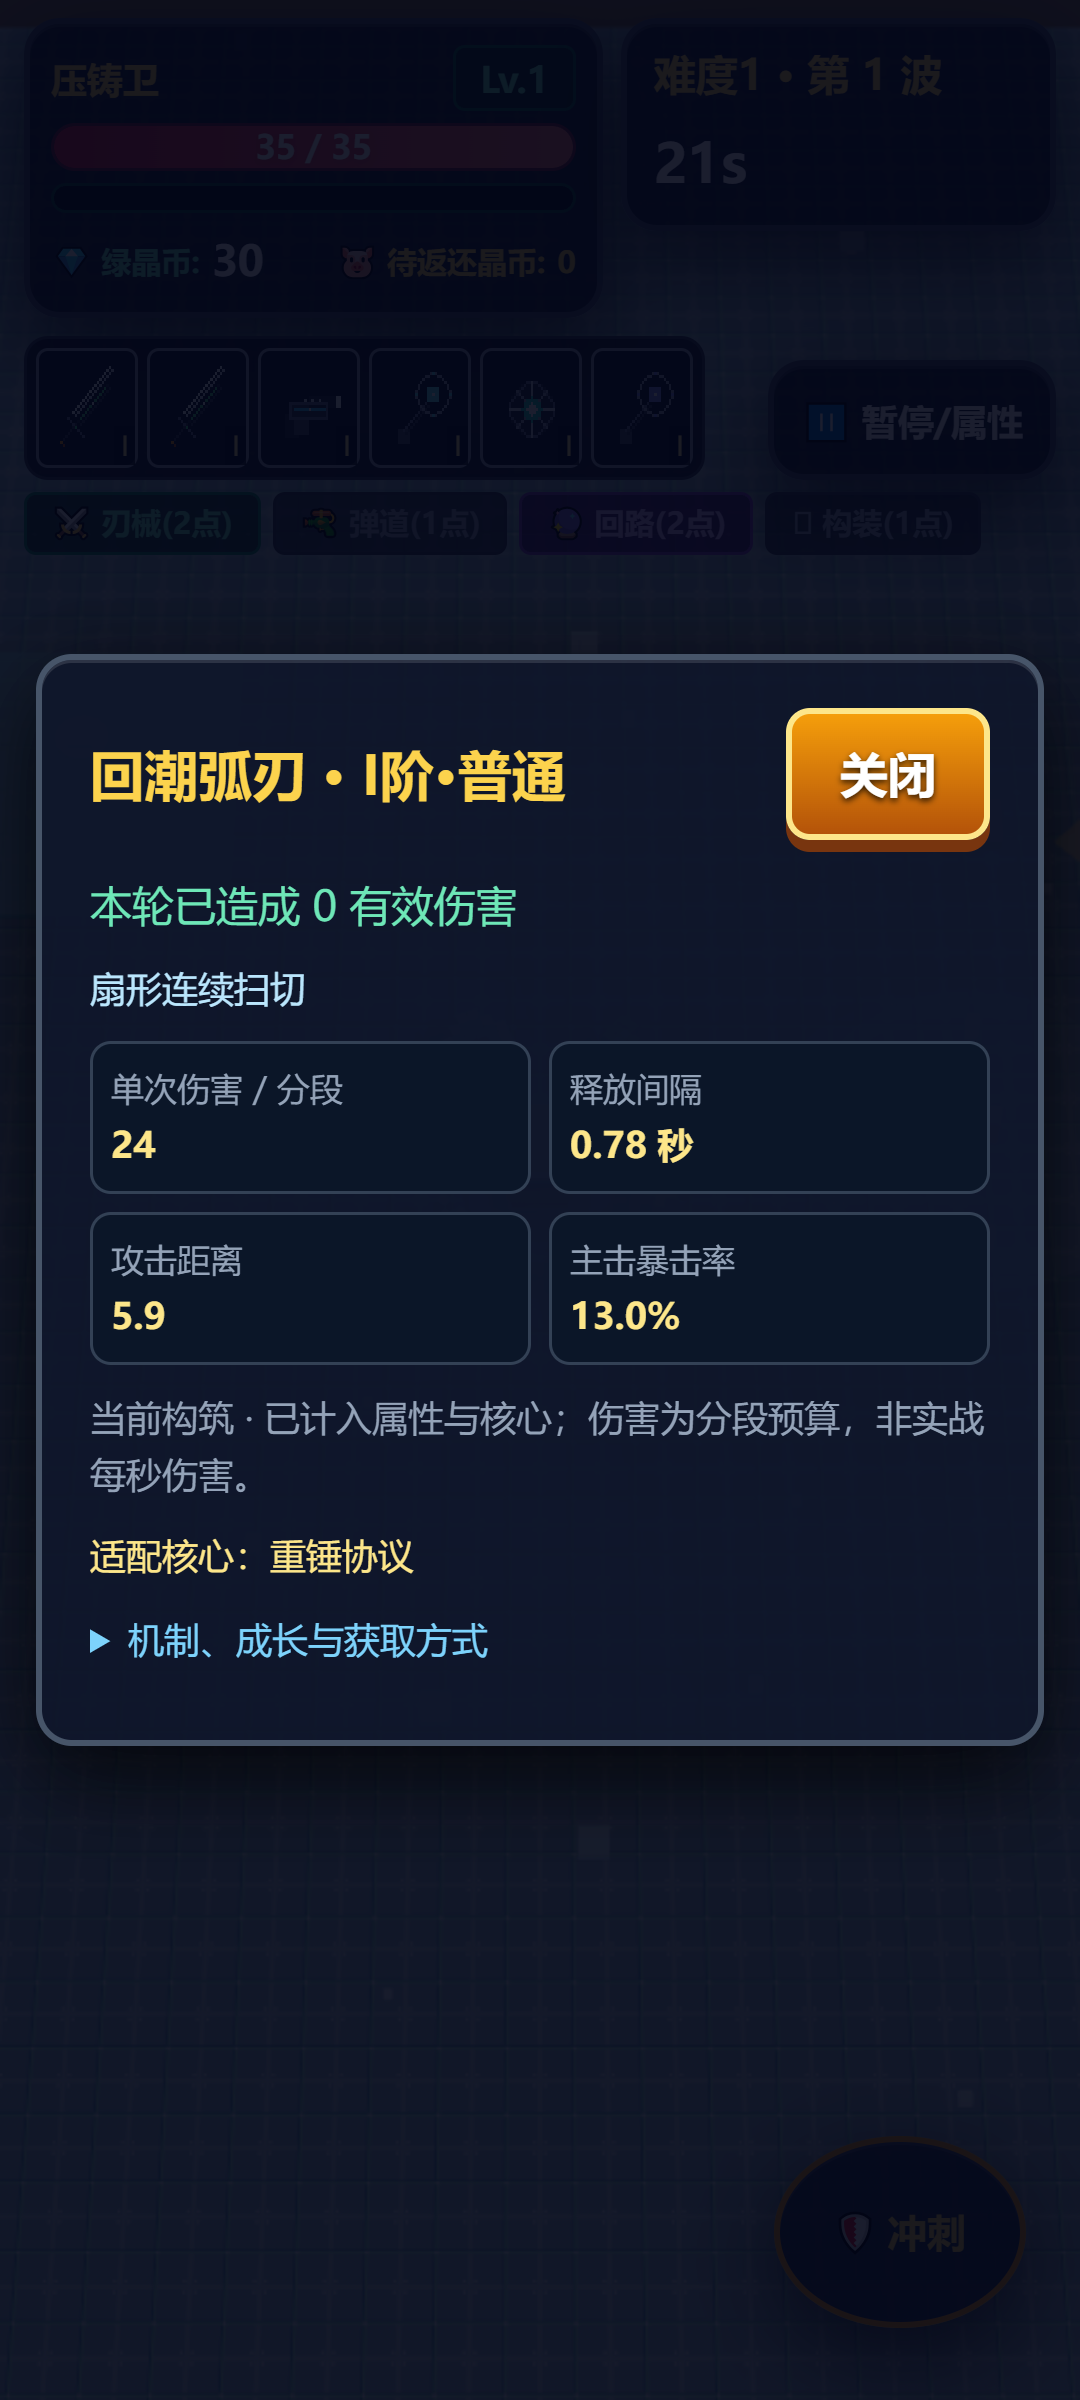 压铸卫
Lv.1
35 / 35
绿晶币: 30
待返还晶币: 0
难度1 · 第 1 波
21s
I
I
I
I
I
I
暂停/属性
刃械(2点)
弹道(1点)
回路(2点)
构装(1点)
回潮弧刃 · I阶·普通
关闭
本轮已造成 0 有效伤害
扇形连续扫切
单次伤害 / 分段
24
释放间隔
0.78 秒
攻击距离
5.9
主击暴击率
13.0%
当前构筑 · 已计入属性与核心；伤害为分段预算，非实战
每秒伤害。
适配核心：重锤协议
▶ 机制、成长与获取方式
冲刺